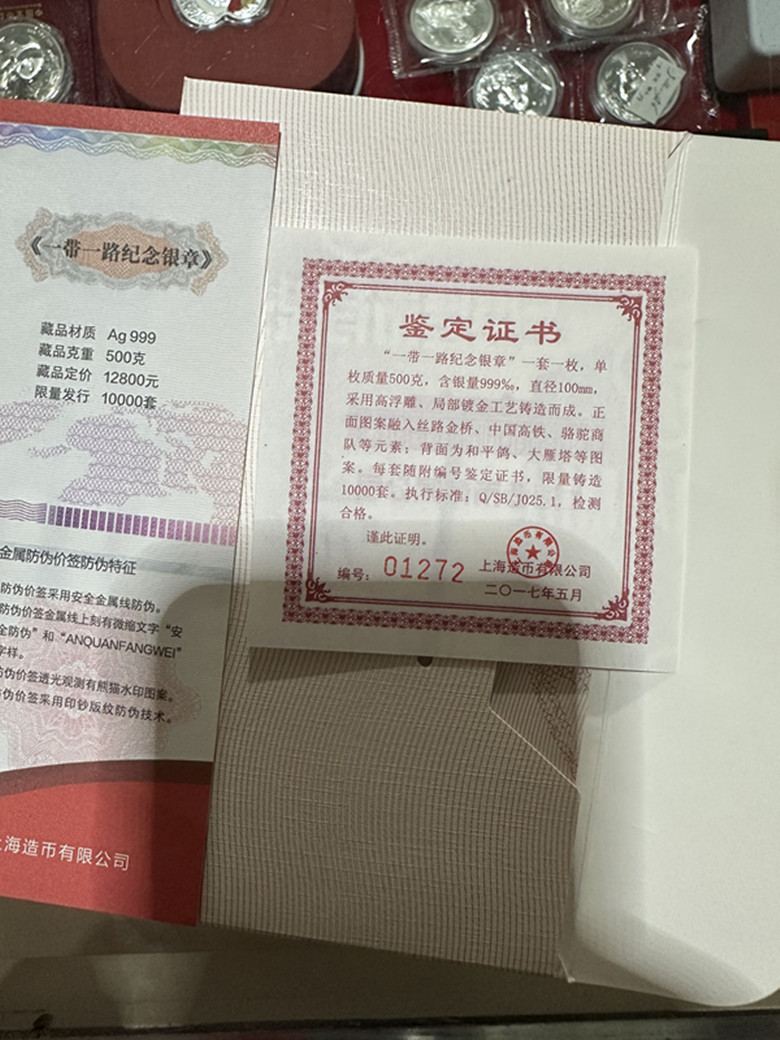 《一带一路纪念银章》
藏品材质 Ag 999
藏品克重 500克
藏品定价 12800元
限量发行 10000套
金属防伪价签防伪特征
防伪价签采用安全金属线防伪。
防伪价签金属线上刻有微缩文字“安
全防伪”和“ANQUANFANGWEI”
字样。
防伪价签透光观测有熊猫水印图案。
防伪价签采用印钞版纹防伪技术。
上海造币有限公司
鉴定证书
“一带一路纪念银章”一套一枚，单
枚质量500克，含银量999‰，直径100mm，
采用高浮雕、局部镀金工艺铸造而成。正
面图案融入丝路金桥、中国高铁、骆驼商
队等元素；背面为和平鸽、大雁塔等图
案。每套随附编号鉴定证书，限量铸造
10000套。执行标准：Q/SB/J025.1，检测
合格。
谨此证明。
编号：01272 上海造币有限公司
二〇一七年五月